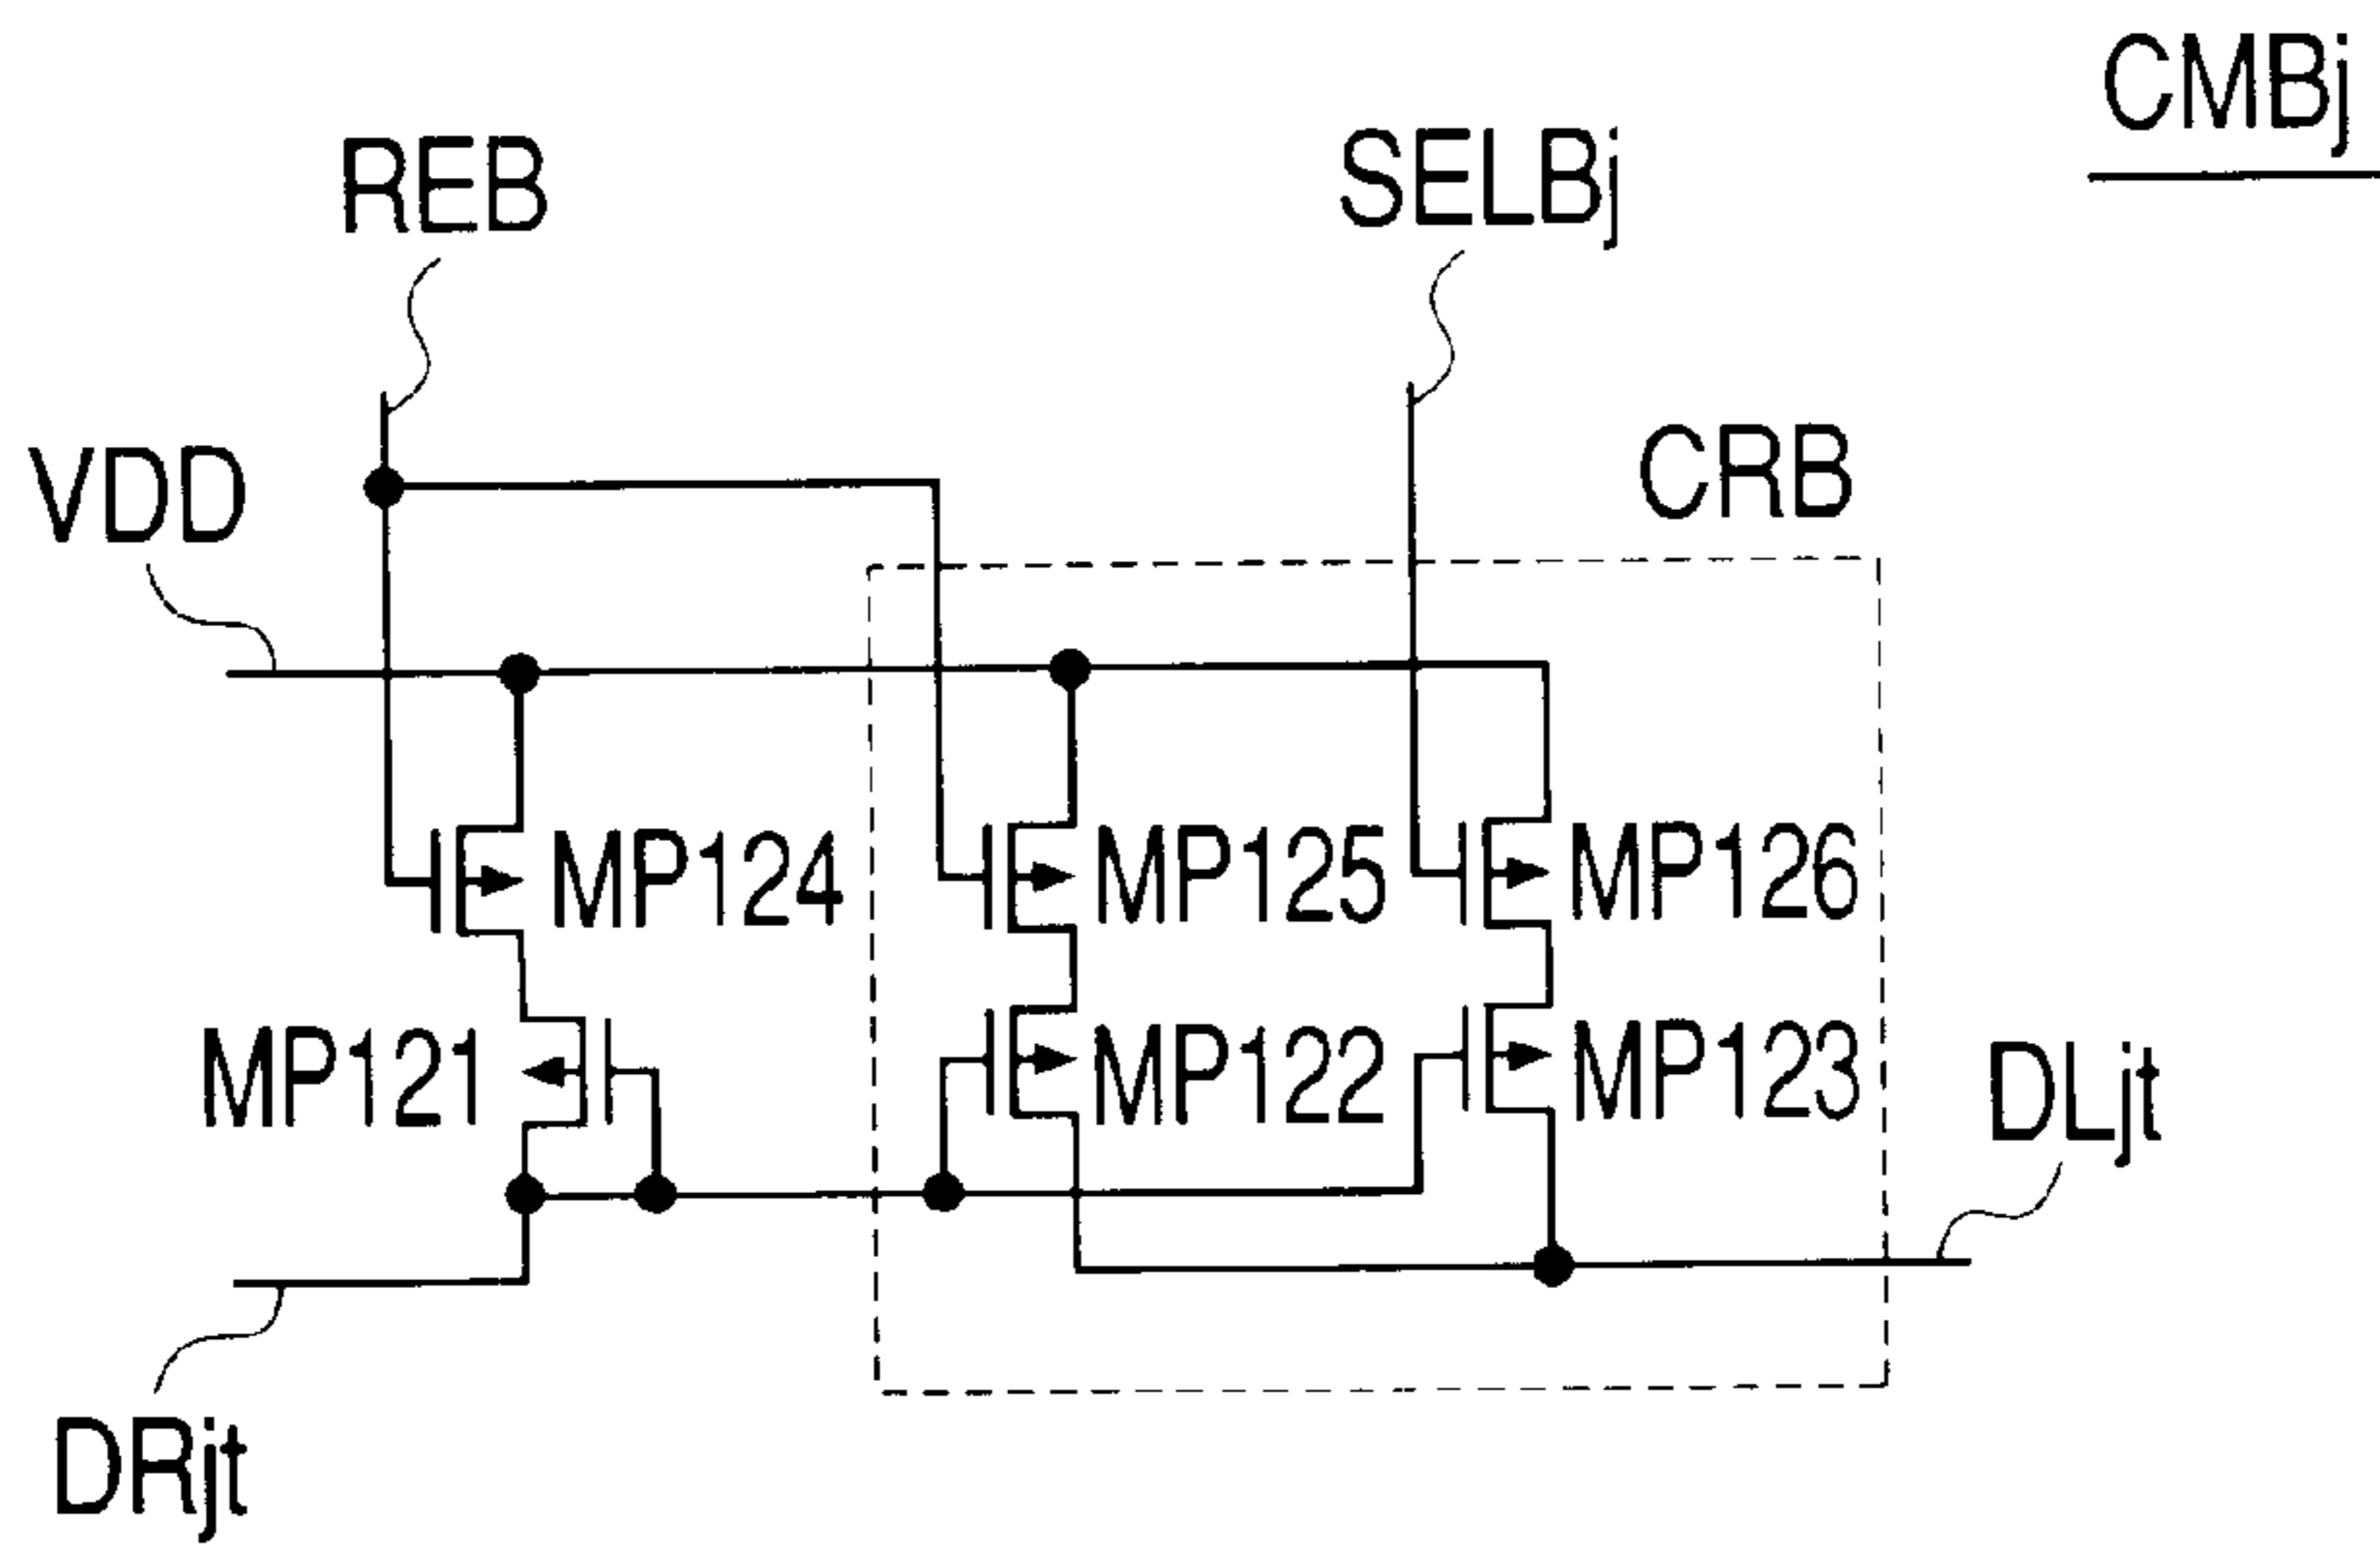 CMBj
REB
SELBj
VDD
CRB
MP124
MP125
MP126
MP121
MP122
MP123
DLjt
DRjt